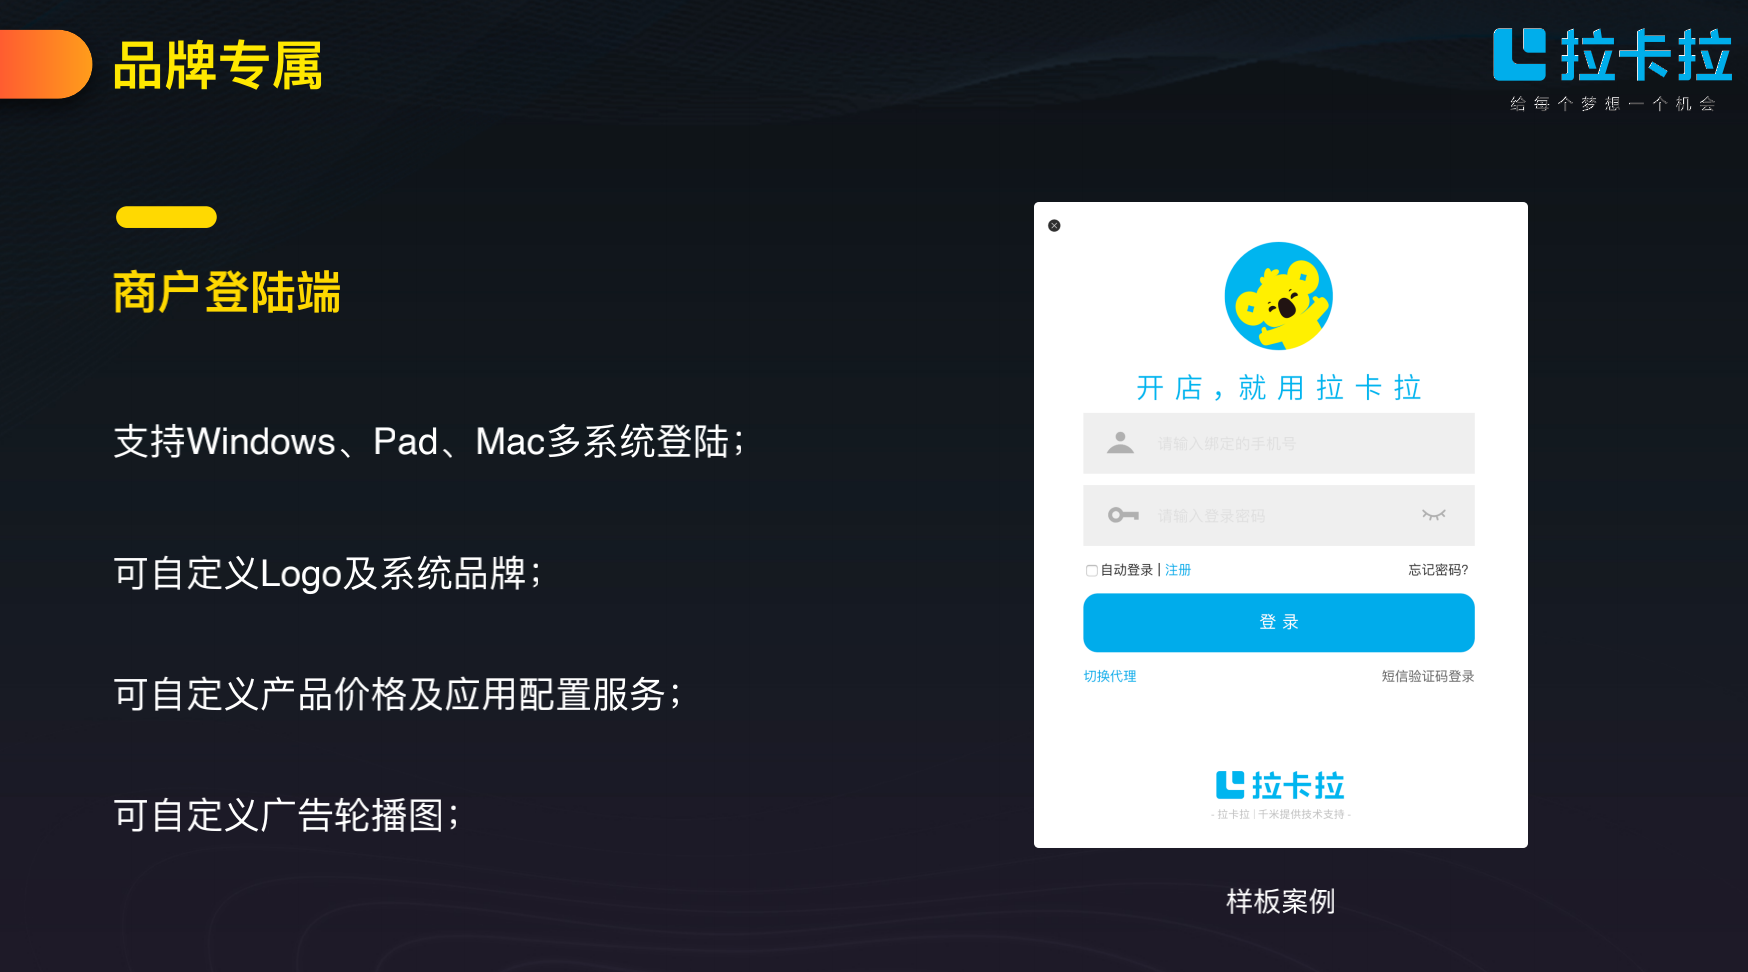 品牌专属
拉卡拉
给每个梦想一个机会
商户登陆端
支持Windows、Pad、Mac多系统登陆；
可自定义Logo及系统品牌；
可自定义产品价格及应用配置服务；
可自定义广告轮播图；
开店，就用拉卡拉
请输入绑定的手机号
请输入登录密码
自动登录 | 注册 忘记密码?
登录
切换代理 短信验证码登录
拉卡拉
- 拉卡拉 | 千米提供技术支持 -
样板案例